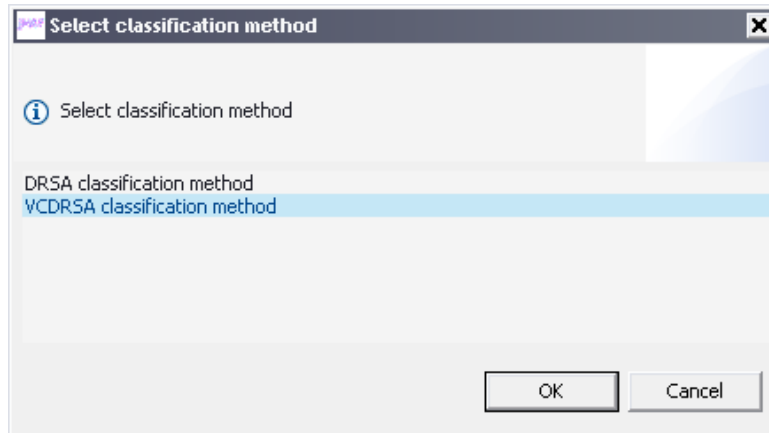 Select classification method
Select classification method
DRSA classification method
VCDRSA classification method
OK
Cancel